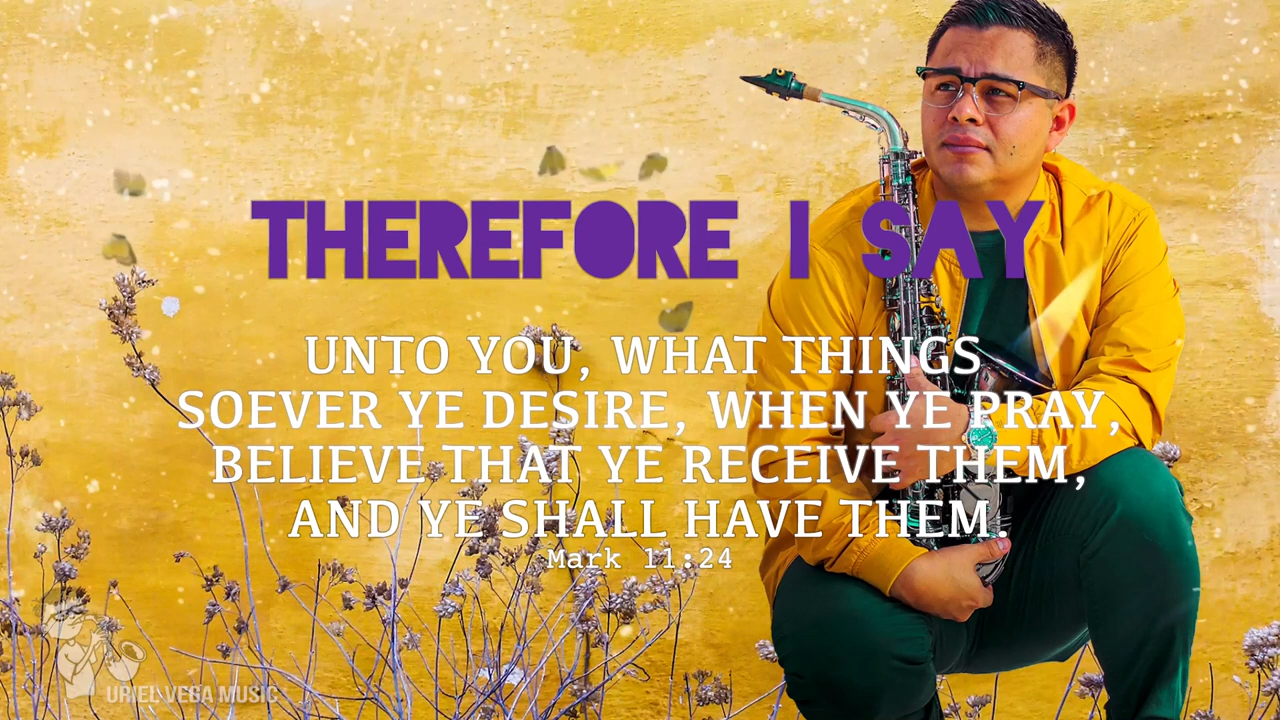 THEREFORE I SAY
UNTO YOU, WHAT THINGS
SOEVER YE DESIRE, WHEN YE PRAY,
BELIEVE THAT YE RECEIVE THEM,
AND YE SHALL HAVE THEM.
Mark 11:24
URIEL VEGA MUSIC